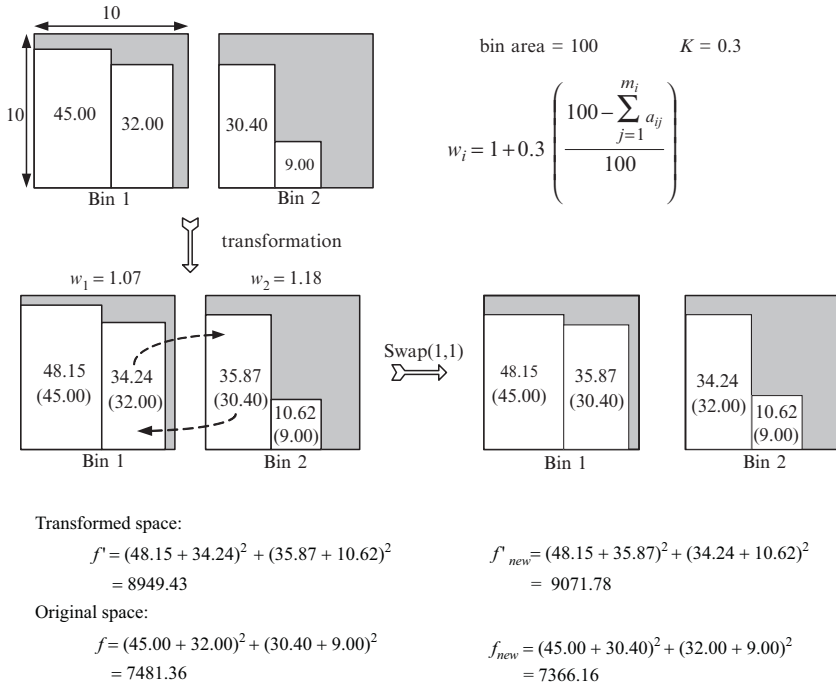 10
bin area = 100 K = 0.3
10
45.00 32.00 30.40 9.00
w_i = 1 + 0.3 ( (100 – ∑_{j=1}^{m_i} a_{ij}) / 100 )
Bin 1 Bin 2
transformation
w_1 = 1.07 w_2 = 1.18
48.15 (45.00) 34.24 (32.00) 35.87 (30.40) 10.62 (9.00)
Swap(1,1)
48.15 (45.00) 35.87 (30.40) 34.24 (32.00) 10.62 (9.00)
Bin 1 Bin 2 Bin 1 Bin 2
Transformed space:
f' = (48.15 + 34.24)^2 + (35.87 + 10.62)^2
= 8949.43
f'_{new} = (48.15 + 35.87)^2 + (34.24 + 10.62)^2
= 9071.78
Original space:
f = (45.00 + 32.00)^2 + (30.40 + 9.00)^2
= 7481.36
f_{new} = (45.00 + 30.40)^2 + (32.00 + 9.00)^2
= 7366.16